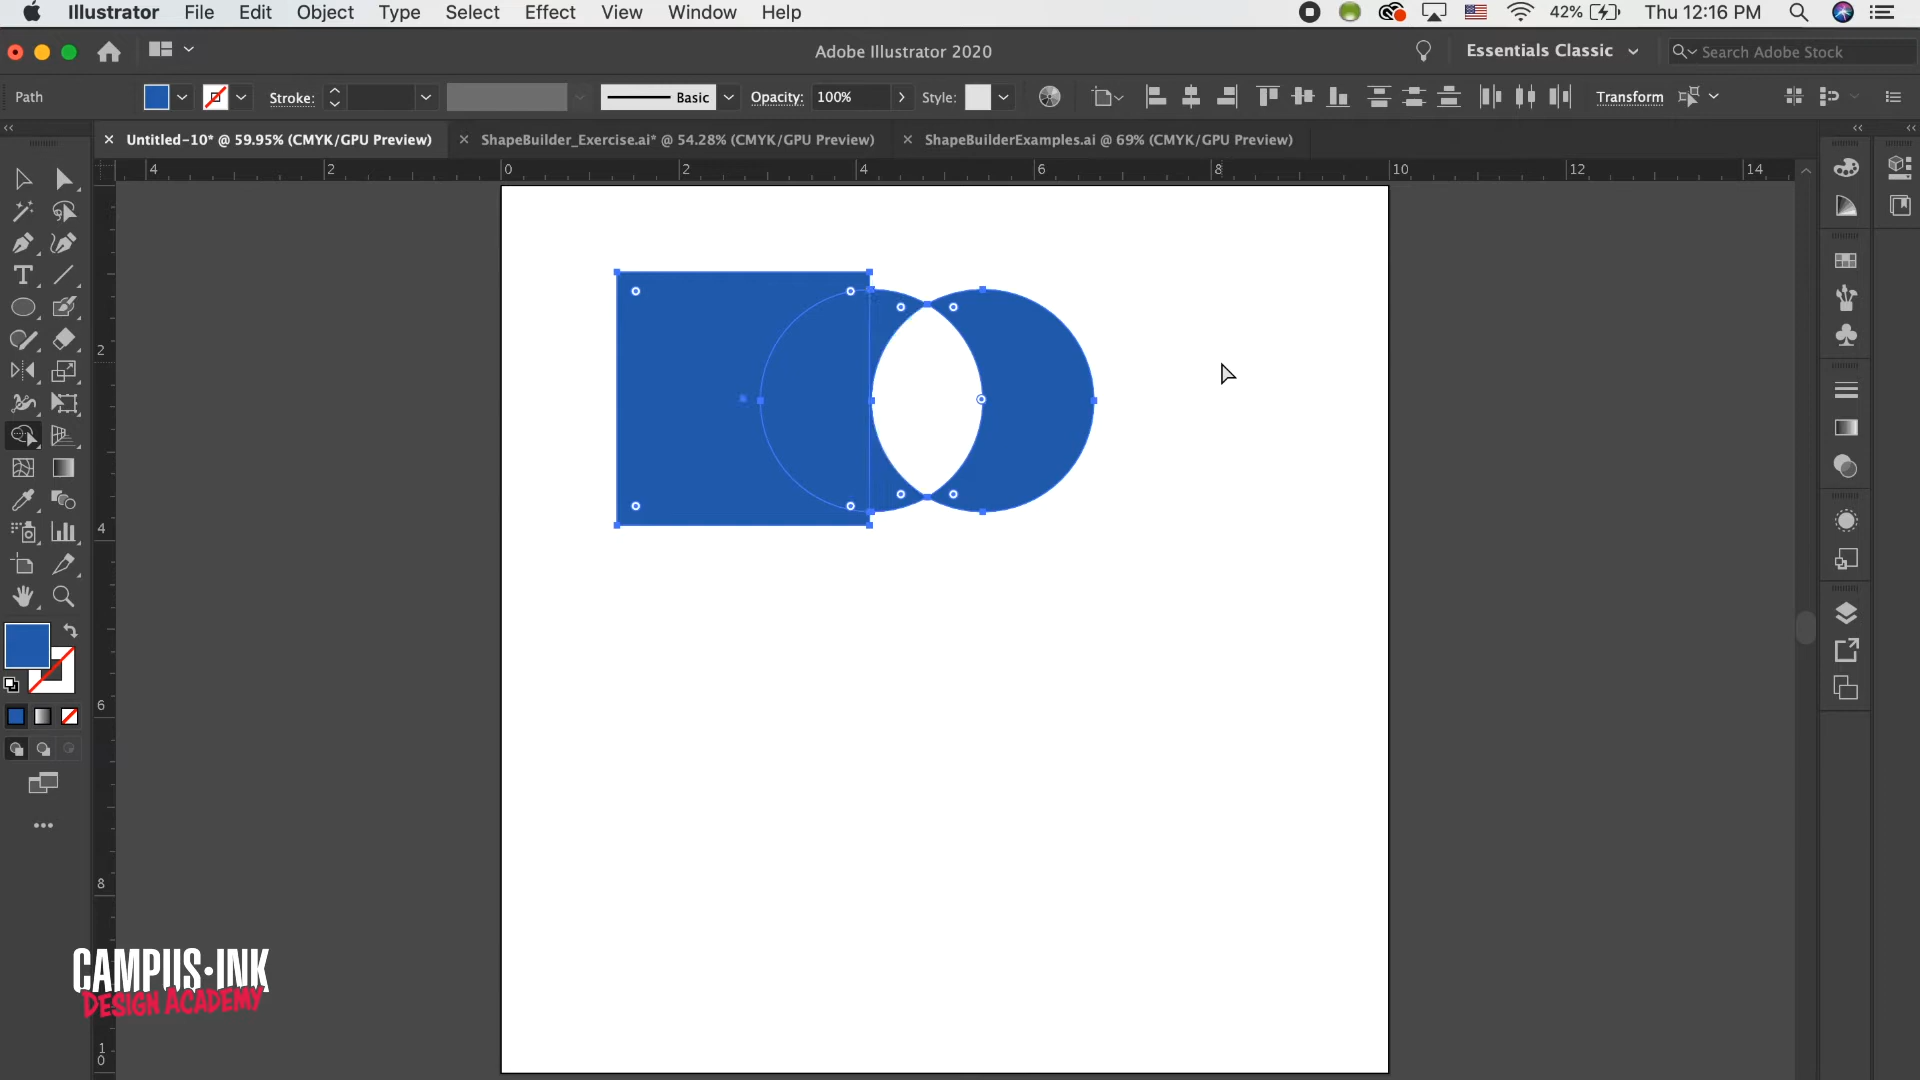 Illustrator File Edit Object Type Select Effect View Window Help 42% Thu 12:16 PM
Adobe Illustrator 2020 Essentials Classic Search Adobe Stock
Path Stroke: Basic Opacity: 100% Style: Transform
Untitled-10* @ 59.95% (CMYK/GPU Preview) ShapeBuilder_Exercise.ai* @ 54.28% (CMYK/GPU Preview) ShapeBuilderExamples.ai @ 69% (CMYK/GPU Preview)
4 2 0 2 4 6 8 10 12 14
2
4
6
8
1
0
CAMPUS·INK
DESIGN ACADEMY